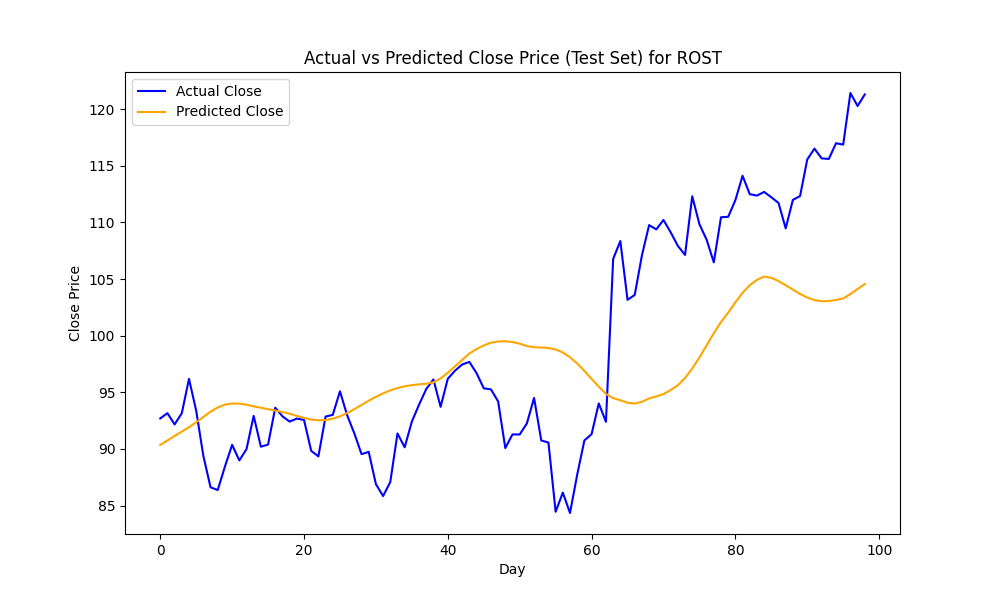 Actual vs Predicted Close Price (Test Set) for ROST
Actual Close
Predicted Close
120
115
110
105
100
95
90
85
Close Price
0 20 40 60 80 100
Day